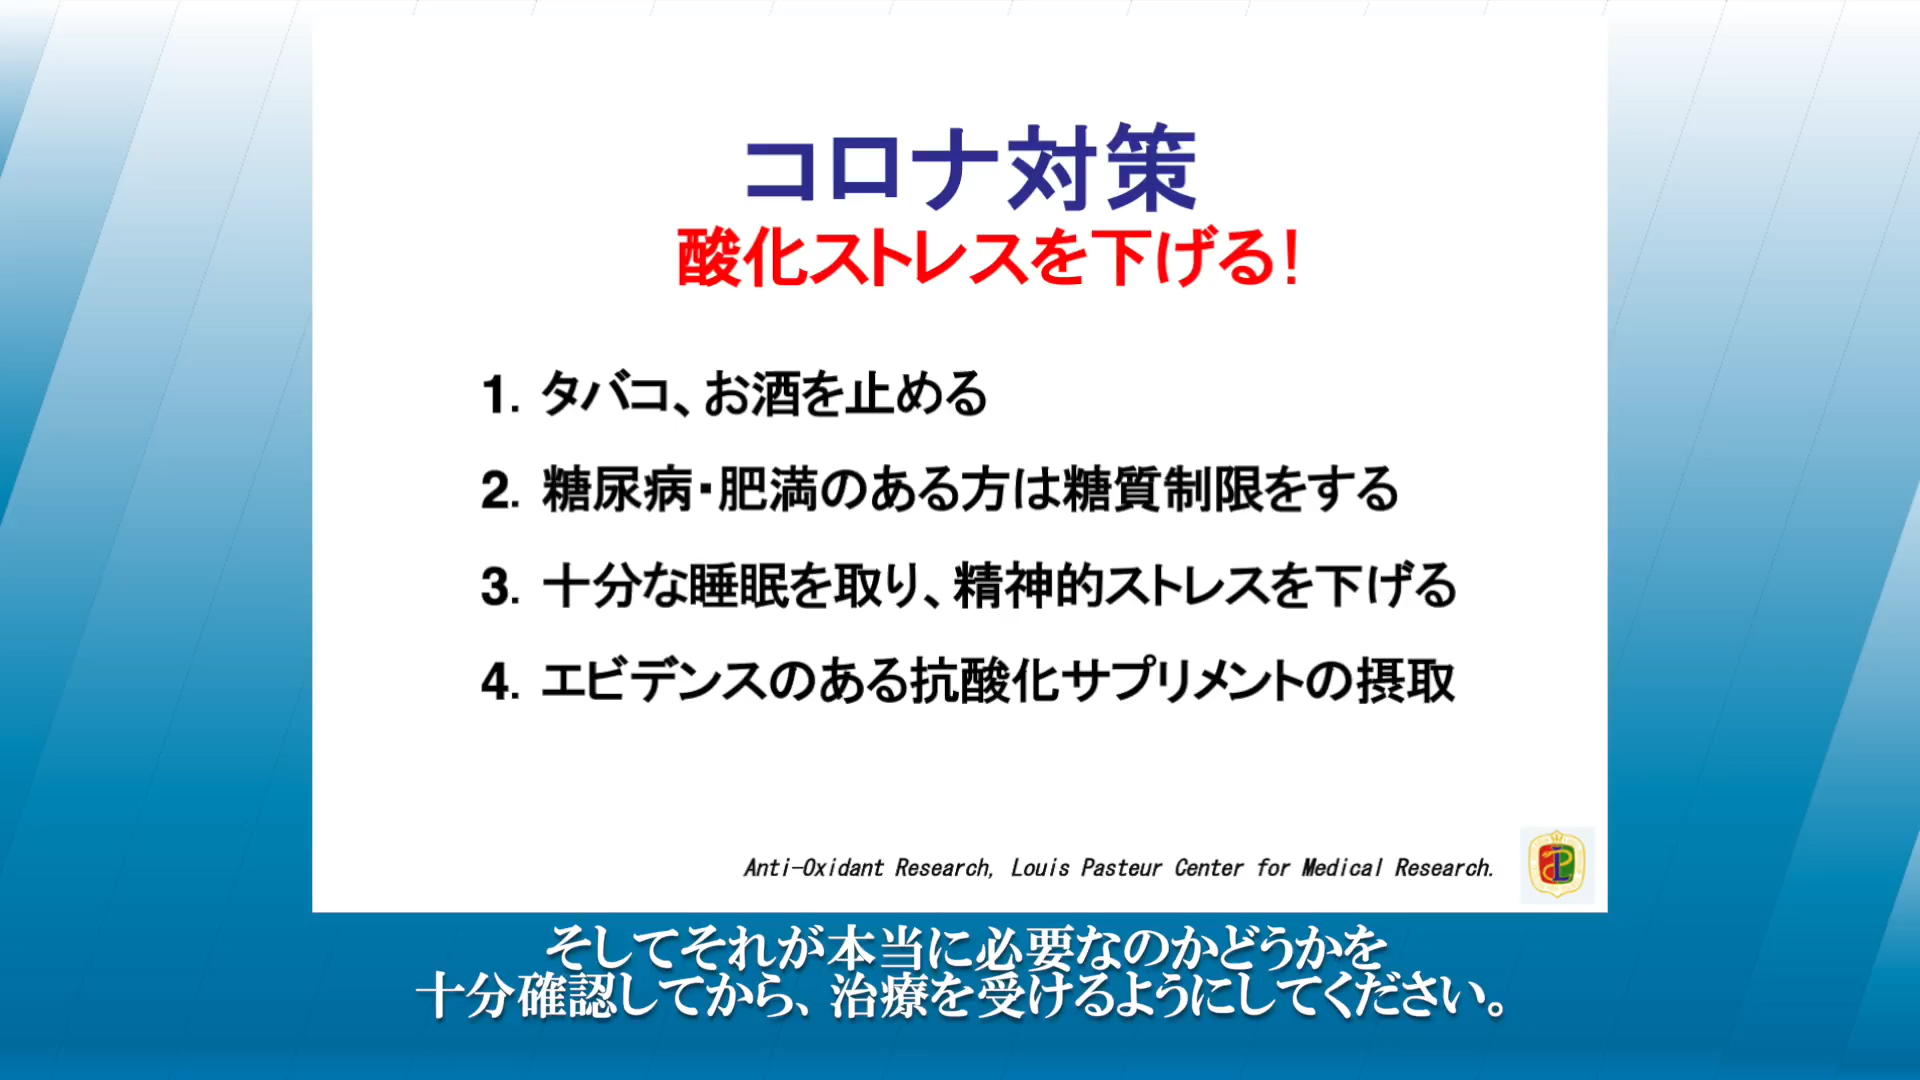 コロナ対策
酸化ストレスを下げる!
1. タバコ、お酒を止める
2. 糖尿病・肥満のある方は糖質制限をする
3. 十分な睡眠を取り、精神的ストレスを下げる
4. エビデンスのある抗酸化サプリメントの摂取
Anti-Oxidant Research, Louis Pasteur Center for Medical Research.
そしてそれが本当に必要なのかどうかを
十分確認してから、治療を受けるようにしてください。